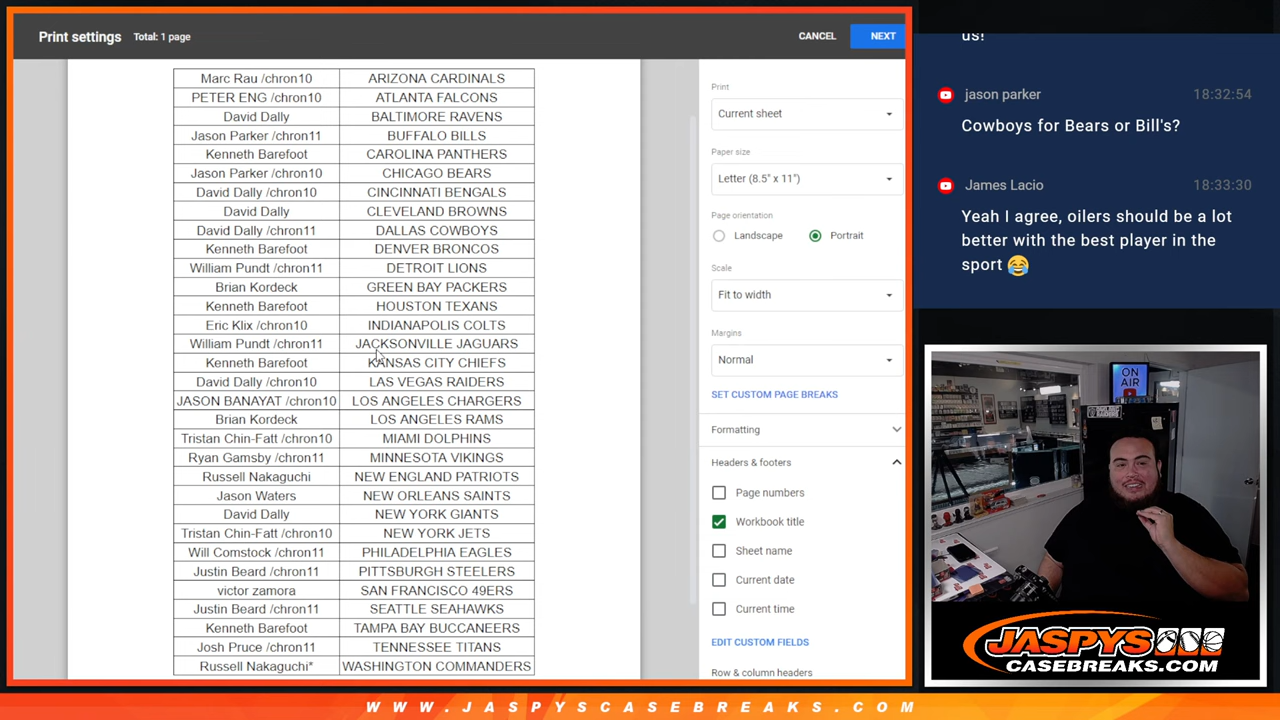 Print settings
Total: 1 page
CANCEL
NEXT
Marc Rau /chron10 ARIZONA CARDINALS
PETER ENG /chron10 ATLANTA FALCONS
David Dally BALTIMORE RAVENS
Jason Parker /chron11 BUFFALO BILLS
Kenneth Barefoot CAROLINA PANTHERS
Jason Parker /chron11 CHICAGO BEARS
David Dally /chron10 CINCINNATI BENGALS
David Dally CLEVELAND BROWNS
David Dally /chron11 DALLAS COWBOYS
Kenneth Barefoot DENVER BRONCOS
William Pundt /chron11 DETROIT LIONS
Brian Kordeck GREEN BAY PACKERS
Kenneth Barefoot HOUSTON TEXANS
Eric Klix /chron10 INDIANAPOLIS COLTS
William Pundt /chron11 JACKSONVILLE JAGUARS
Kenneth Barefoot KANSAS CITY CHIEFS
David Dally /chron10 LAS VEGAS RAIDERS
JASON BANAYAT /chron10 LOS ANGELES CHARGERS
Brian Kordeck LOS ANGELES RAMS
Tristan Chin-Fatt /chron10 MIAMI DOLPHINS
Ryan Gamsby /chron11 MINNESOTA VIKINGS
Russell Nakaguchi NEW ENGLAND PATRIOTS
Jason Waters NEW ORLEANS SAINTS
David Dally NEW YORK GIANTS
Tristan Chin-Fatt /chron10 NEW YORK JETS
Will Comstock /chron11 PHILADELPHIA EAGLES
Justin Beard /chron11 PITTSBURGH STEELERS
victor zamora SAN FRANCISCO 49ERS
Justin Beard /chron11 SEATTLE SEAHAWKS
Kenneth Barefoot TAMPA BAY BUCCANEERS
Josh Pruce /chron11 TENNESSEE TITANS
Russell Nakaguchi* WASHINGTON COMMANDERS
Print
Current sheet
Paper size
Letter (8.5" x 11")
Page orientation
Landscape Portrait
Scale
Fit to width
Margins
Normal
SET CUSTOM PAGE BREAKS
Formatting
Headers & footers
Page numbers
Workbook title
Sheet name
Current date
Current time
EDIT CUSTOM FIELDS
Row & column headers
us!
jason parker 18:32:54
Cowboys for Bears or Bill's?
James Lacio 18:33:30
Yeah I agree, oilers should be a lot
better with the best player in the
sport 😂
ON
AIR
JASPYS
CASEBREAKS.COM
WWW.JASPYSCASEBREAKS.COM